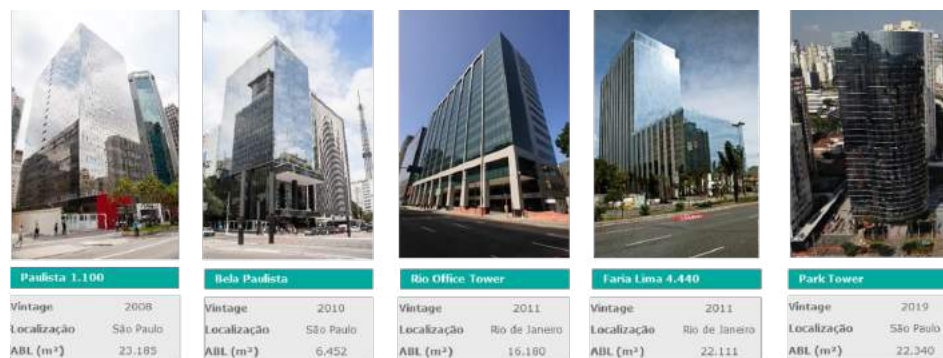 Paulista 1.100
Vintage 2008
Localização São Paulo
ABL (m²) 23.185
Bela Paulista
Vintage 2010
Localização São Paulo
ABL (m²) 6.452
Rio Office Tower
Vintage 2011
Localização Rio de Janeiro
ABL (m²) 16.180
Faria Lima 4.440
Vintage 2011
Localização Rio de Janeiro
ABL (m²) 22.111
Park Tower
Vintage 2019
Localização São Paulo
ABL (m²) 22.340